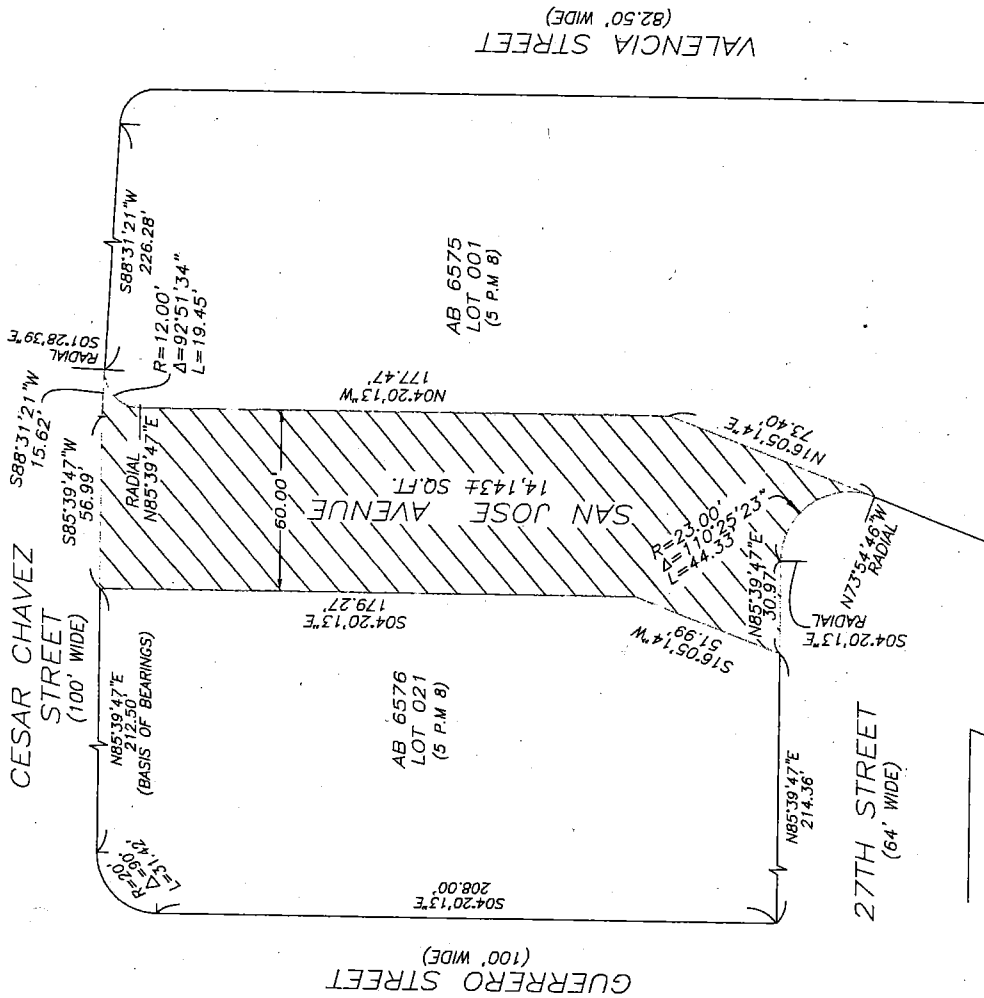 CESAR CHAVEZ
STREET
(100' WIDE)
S88°31'21"W
15.62'
S85°39'47"W
56.99'
RADIAL
S01°28'39"E
S88°31'21"W
226.28'
VALENCIA STREET
(82.50' WIDE)
N85°39'47"E
212.50'
(BASIS OF BEARINGS)
R=20'
Δ=90°
L=31.42'
RADIAL
N85°39'47"E
R=12.00'
Δ=92°51'34"
L=19.45'
60.00'
S04°20'13"E
179.27'
SAN JOSE AVENUE
14,143± SQ.FT.
N04°20'13"W
177.47'
AB 6575
LOT 001
(5 P.M 8)
AB 6576
LOT 021
(5 P.M 8)
S04°20'13"E
208.00'
GUERRERO STREET
(100' WIDE)
S16°05'14"W
51.99'
R=23.00'
Δ=110°25'23"
L=44.33'
N16°05'14"E
73.40'
N85°39'47"E
30.97'
S04°20'13"E
RADIAL
N73°54'46"W
RADIAL
N85°39'47"E
214.36'
27TH STREET
(64' WIDE)